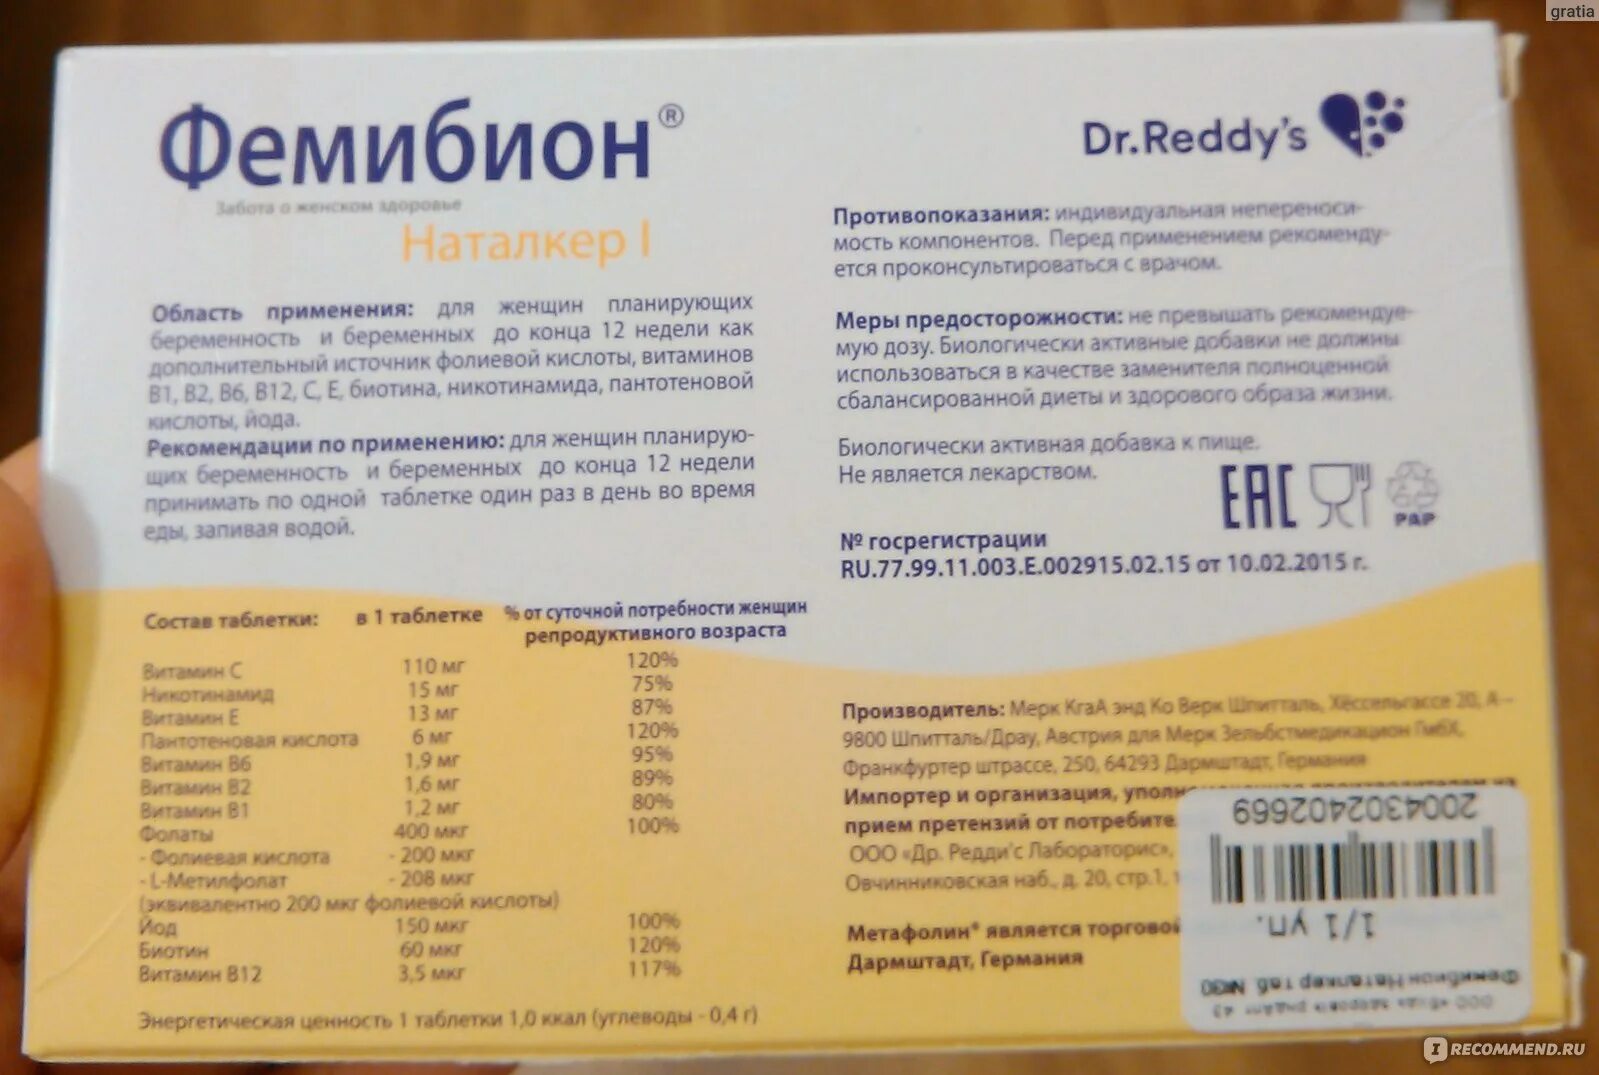 gratia
Фемибион®
Забота о женском здоровье
Наталкер I
Область применения: для женщин планирующих
беременность и беременных до конца 12 недели как
дополнительный источник фолиевой кислоты, витаминов
В1, В2, В6, В12, С, Е, биотина, никотинамида, пантотеновой
кислоты, йода.
Рекомендации по применению: для женщин планирую-
щих беременность и беременных до конца 12 недели
принимать по одной таблетке один раз в день во время
еды, запивая водой.
Dr.Reddy's
Противопоказания: индивидуальная непереноси-
мость компонентов. Перед применением рекоменду-
ется проконсультироваться с врачом.
Меры предосторожности: не превышать рекомендуе-
мую дозу. Биологически активные добавки не должны
использоваться в качестве заменителя полноценной
сбалансированной диеты и здорового образа жизни.
Биологически активная добавка к пище.
Не является лекарством.
ЕАС
PAP
№ госрегистрации
RU.77.99.11.003.Е.002915.02.15 от 10.02.2015 г.
Состав таблетки: в 1 таблетке % от суточной потребности женщин
репродуктивного возраста
Витамин С 110 мг 120%
Никотинамид 15 мг 75%
Витамин Е 13 мг 87%
Пантотеновая кислота 6 мг 120%
Витамин В6 1,9 мг 95%
Витамин В2 1,6 мг 89%
Витамин В1 1,2 мг 80%
Фолаты 400 мкг 100%
- Фолиевая кислота - 200 мкг
- L-Метилфолат - 208 мкг
(эквивалентно 200 мкг фолиевой кислоты)
Йод 150 мкг 100%
Биотин 60 мкг 120%
Витамин В12 3,5 мкг 117%
Энергетическая ценность 1 таблетки 1,0 ккал (углеводы - 0,4 г)
Производитель: Мерк КгаА энд Ко Верк Шпитталь, Хёссельгассе 20, А –
9800 Шпитталь/Драу, Австрия для Мерк Зельбстмедикацион ГмбХ,
Франкфуртер штрассе, 250, 64293 Дармштадт, Германия
Импортер и организация,
прием претензий от
ООО «Др. Редди'с Лабораторис»,
Овчинниковская наб., д. 20, стр.1,
Метафолин® является
Дармштадт, Германия
2004302402669
1/1 уп.
Фемибион Наталкер таб. №30
RECOMMEND.RU